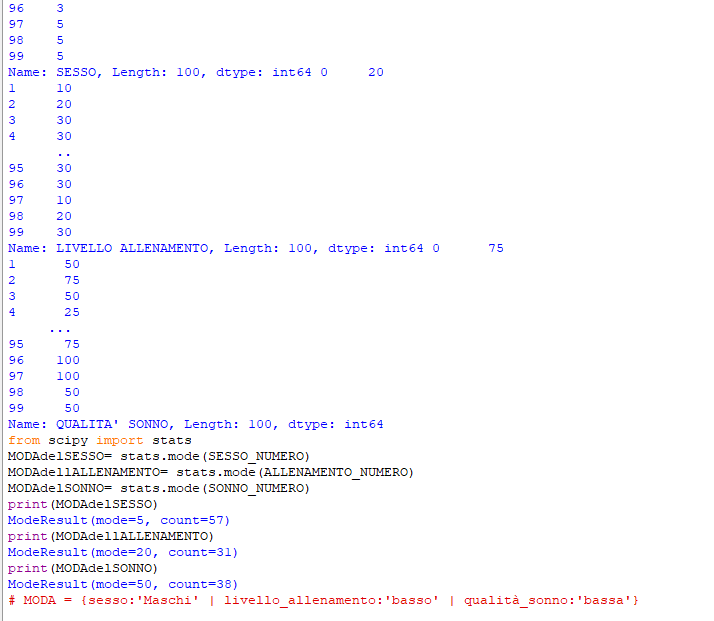 96    3
97    5
98    5
99    5
Name: SESSO, Length: 100, dtype: int64 0     20
1     10
2     20
3     30
4     30
      ..
95    30
96    30
97    10
98    20
99    30
Name: LIVELLO ALLENAMENTO, Length: 100, dtype: int64 0      75
1      50
2      75
3      50
4      25
     ...
95     75
96    100
97    100
98     50
99     50
Name: QUALITA' SONNO, Length: 100, dtype: int64
from scipy import stats
MODAdelSESSO= stats.mode(SESSO_NUMERO)
MODAdellALLENAMENTO= stats.mode(ALLENAMENTO_NUMERO)
MODAdelSONNO= stats.mode(SONNO_NUMERO)
print(MODAdelSESSO)
ModeResult(mode=5, count=57)
print(MODAdellALLENAMENTO)
ModeResult(mode=20, count=31)
print(MODAdelSONNO)
ModeResult(mode=50, count=38)
# MODA = {sesso:'Maschi' | livello_allenamento:'basso' | qualità_sonno:'bassa'}